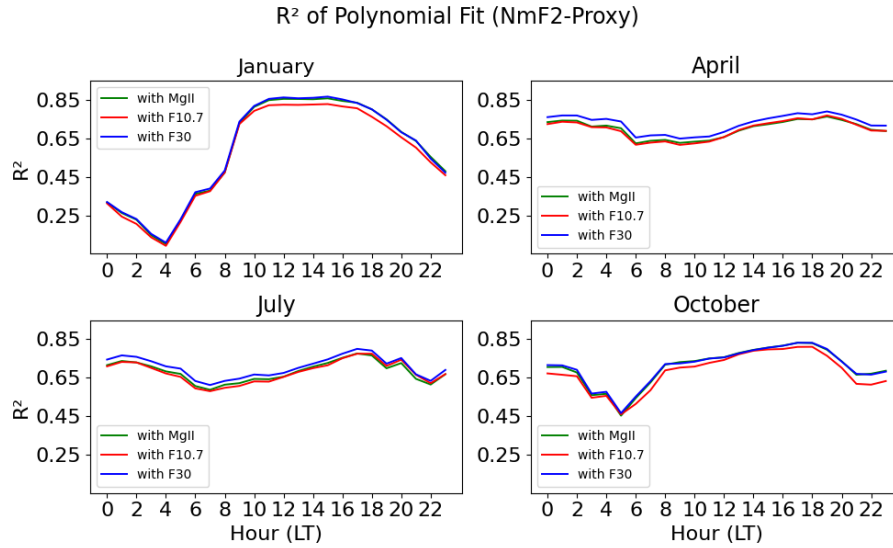 R² of Polynomial Fit (NmF2-Proxy)
January
R²
0.85
0.65
0.45
0.25
with MgII
with F10.7
with F30
0 2 4 6 8 10 12 14 16 18 20 22
April
0.85
0.65
0.45
0.25
with MgII
with F10.7
with F30
0 2 4 6 8 10 12 14 16 18 20 22
July
R²
0.85
0.65
0.45
0.25
with MgII
with F10.7
with F30
0 2 4 6 8 10 12 14 16 18 20 22
Hour (LT)
October
0.85
0.65
0.45
0.25
with MgII
with F10.7
with F30
0 2 4 6 8 10 12 14 16 18 20 22
Hour (LT)